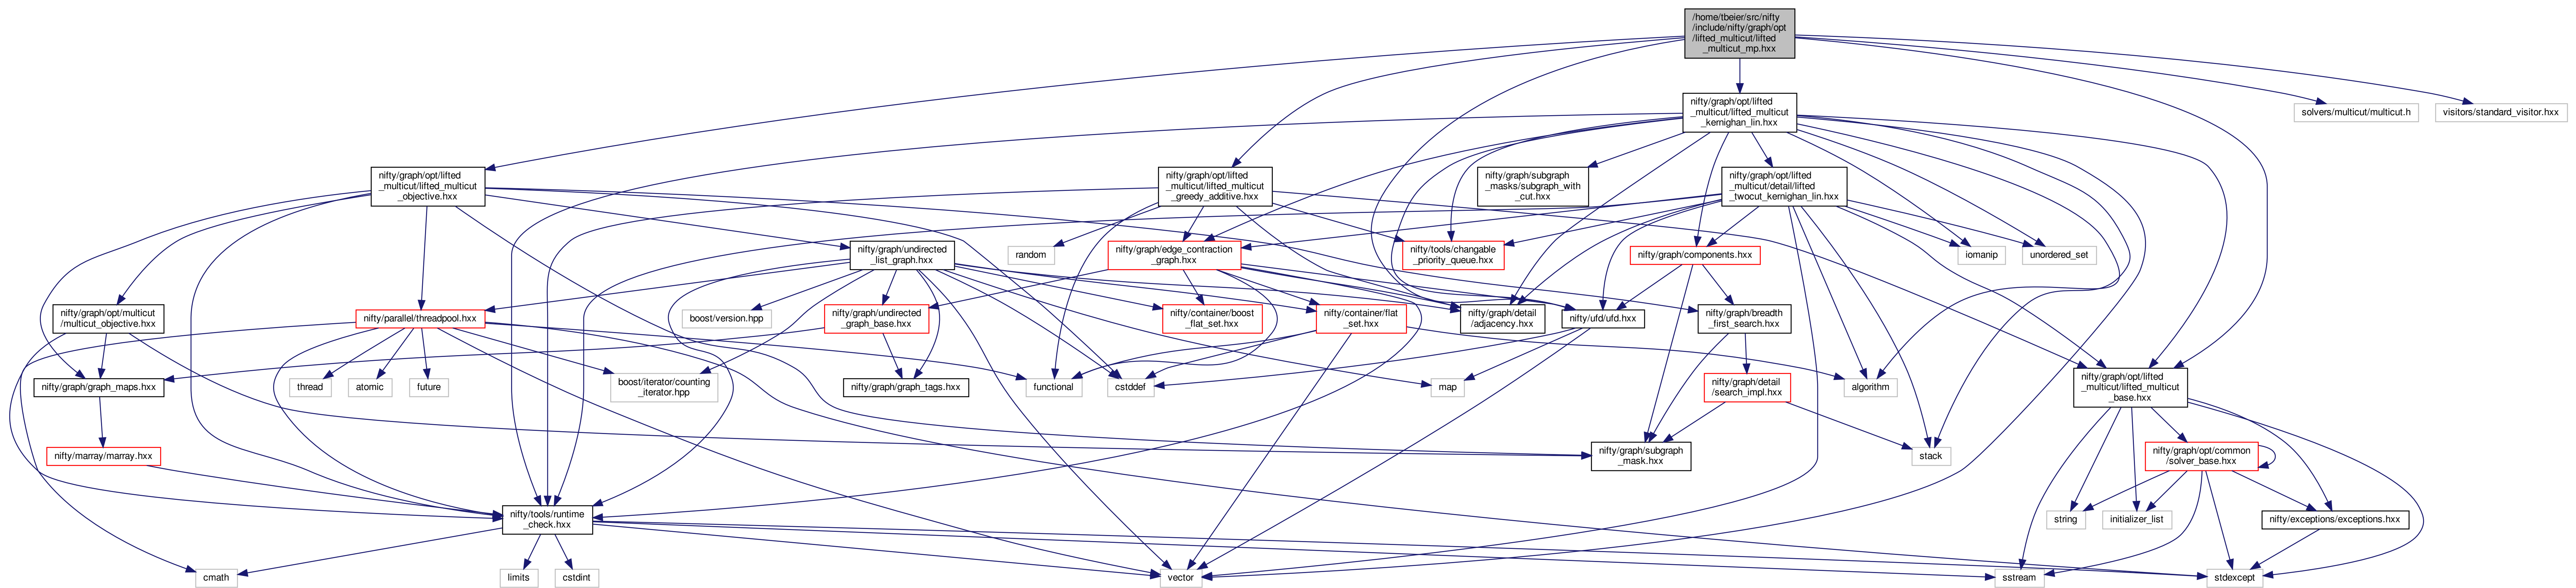 /home/tbeier/src/nifty
/include/nifty/graph/opt
/lifted_multicut/lifted
_multicut_mp.hxx
nifty/graph/opt/lifted
_multicut/lifted_multicut
_kernighan_lin.hxx
solvers/multicut/multicut.h
visitors/standard_visitor.hxx
nifty/graph/opt/lifted
_multicut/lifted_multicut
_objective.hxx
nifty/graph/opt/lifted
_multicut/lifted_multicut
_greedy_additive.hxx
nifty/graph/subgraph
_masks/subgraph_with
_cut.hxx
nifty/graph/opt/lifted
_multicut/detail/lifted
_twocut_kernighan_lin.hxx
nifty/graph/undirected
_list_graph.hxx
random
nifty/graph/edge_contraction
_graph.hxx
nifty/tools/changable
_priority_queue.hxx
nifty/graph/components.hxx
iomanip
unordered_set
nifty/graph/opt/multicut
/multicut_objective.hxx
nifty/parallel/threadpool.hxx
boost/version.hpp
nifty/graph/undirected
_graph_base.hxx
nifty/container/boost
_flat_set.hxx
nifty/container/flat
_set.hxx
nifty/graph/detail
/adjacency.hxx
nifty/ufd/ufd.hxx
nifty/graph/breadth
_first_search.hxx
nifty/graph/graph_maps.hxx
thread
atomic
future
boost/iterator/counting
_iterator.hpp
nifty/graph/graph_tags.hxx
functional
cstddef
map
nifty/graph/detail
/search_impl.hxx
algorithm
nifty/graph/opt/lifted
_multicut/lifted_multicut
_base.hxx
nifty/marray/marray.hxx
nifty/graph/subgraph
_mask.hxx
stack
nifty/graph/opt/common
/solver_base.hxx
nifty/tools/runtime
_check.hxx
string
initializer_list
nifty/exceptions/exceptions.hxx
cmath
limits
cstdint
vector
sstream
stdexcept